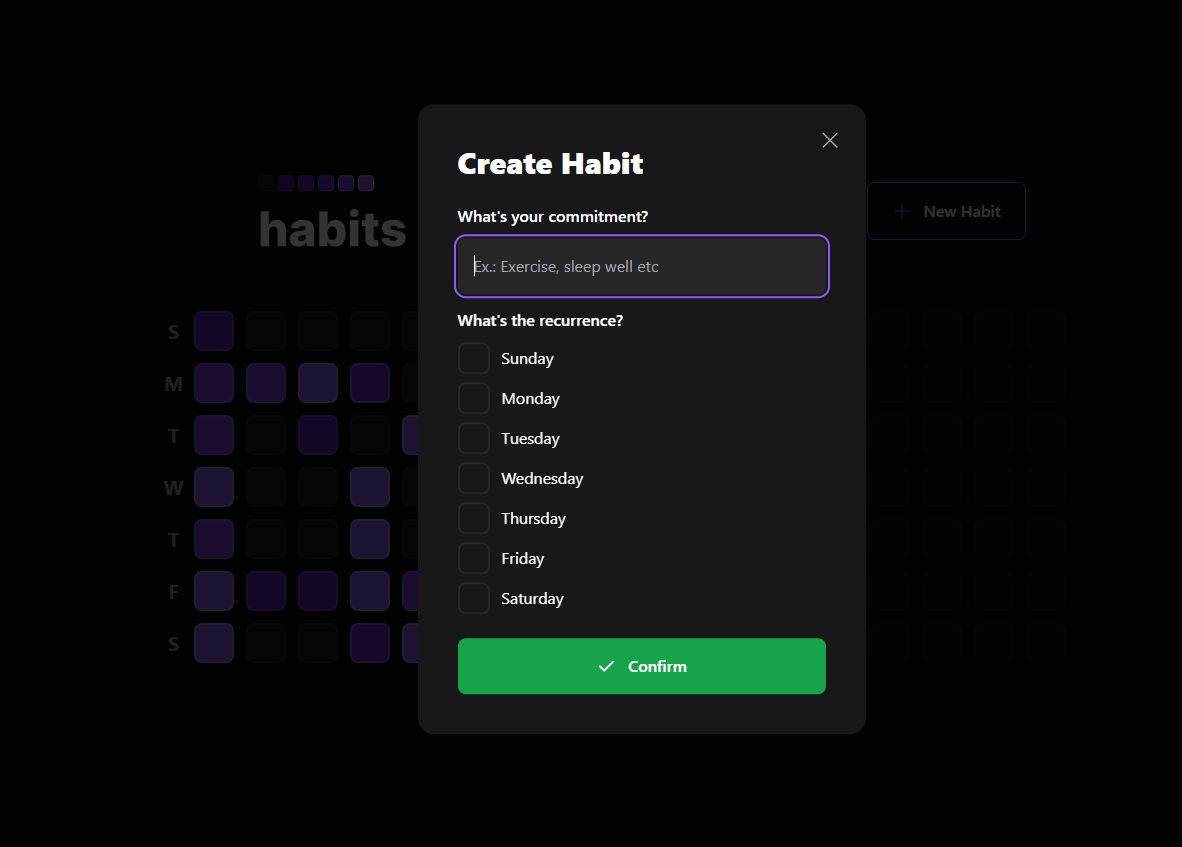 Create Habit
What's your commitment?
Ex.: Exercise, sleep well etc
What's the recurrence?
Sunday
Monday
Tuesday
Wednesday
Thursday
Friday
Saturday
Confirm
habits
New Habit
S
M
T
W
T
F
S